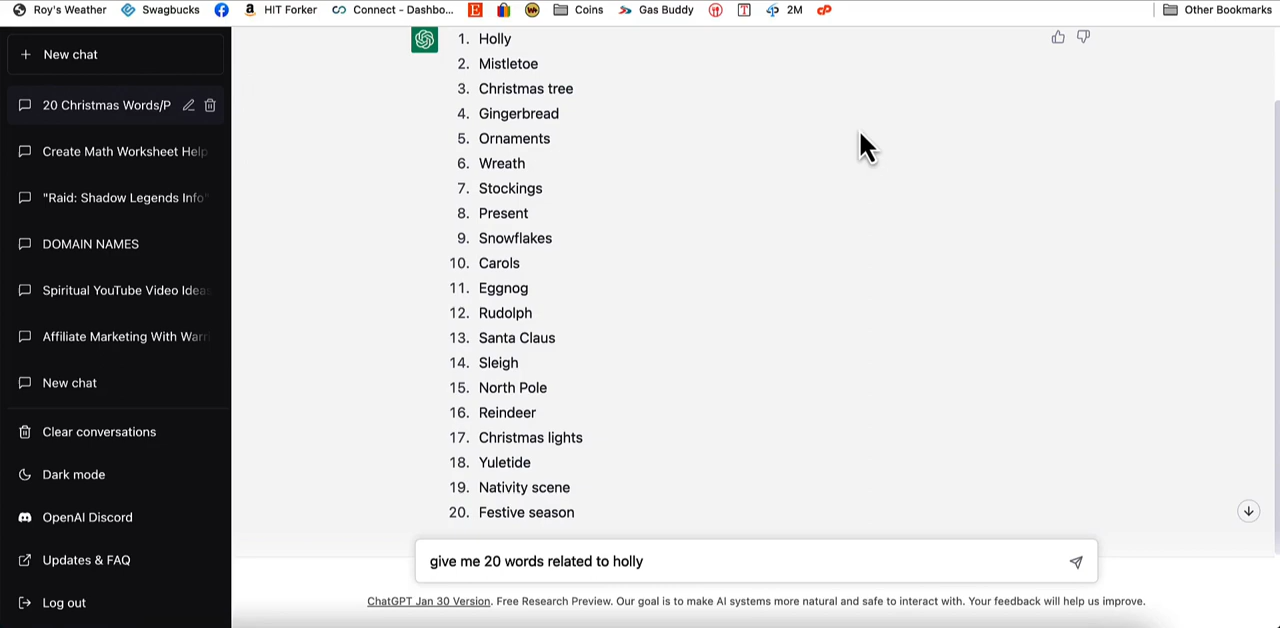 Roy's Weather Swagbucks HIT Forker Connect - Dashbo... Coins Gas Buddy 2M Other Bookmarks
+ New chat
20 Christmas Words/P
Create Math Worksheet Help
"Raid: Shadow Legends Info"
DOMAIN NAMES
Spiritual YouTube Video Ideas
Affiliate Marketing With Warri
New chat
Clear conversations
Dark mode
OpenAI Discord
Updates & FAQ
Log out
1. Holly
2. Mistletoe
3. Christmas tree
4. Gingerbread
5. Ornaments
6. Wreath
7. Stockings
8. Present
9. Snowflakes
10. Carols
11. Eggnog
12. Rudolph
13. Santa Claus
14. Sleigh
15. North Pole
16. Reindeer
17. Christmas lights
18. Yuletide
19. Nativity scene
20. Festive season
give me 20 words related to holly
ChatGPT Jan 30 Version. Free Research Preview. Our goal is to make AI systems more natural and safe to interact with. Your feedback will help us improve.